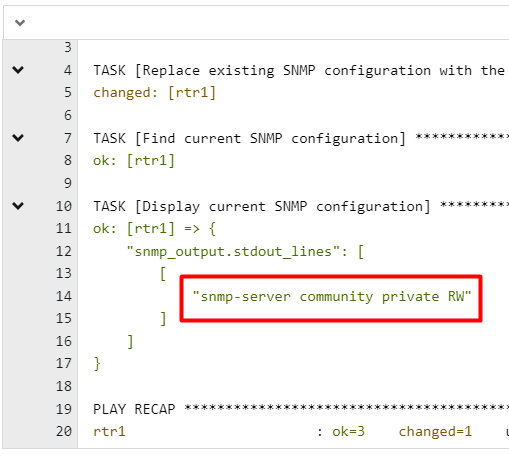 3
4 TASK [Replace existing SNMP configuration with the
5 changed: [rtr1]
6
7 TASK [Find current SNMP configuration] ************
8 ok: [rtr1]
9
10 TASK [Display current SNMP configuration] *********
11 ok: [rtr1] => {
12 "snmp_output.stdout_lines": [
13 [
14 "snmp-server community private RW"
15 ]
16 ]
17 }
18
19 PLAY RECAP ****************************************
20 rtr1 : ok=3 changed=1